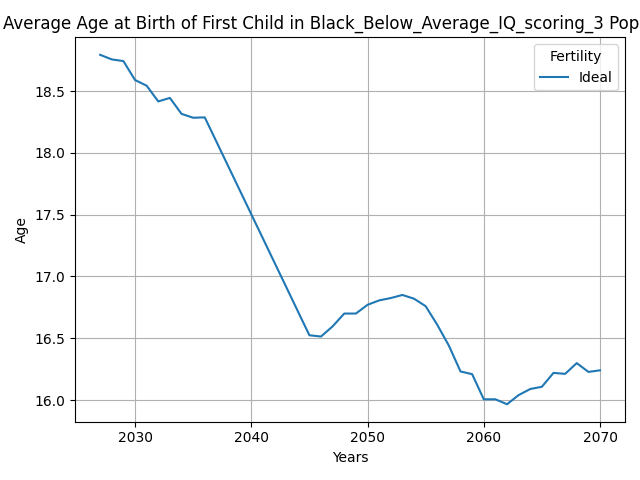 Average Age at Birth of First Child in Black_Below_Average_IQ_scoring_3 Pop
Fertility
Ideal
18.5
18.0
17.5
17.0
16.5
16.0
Age
2030 2040 2050 2060 2070
Years